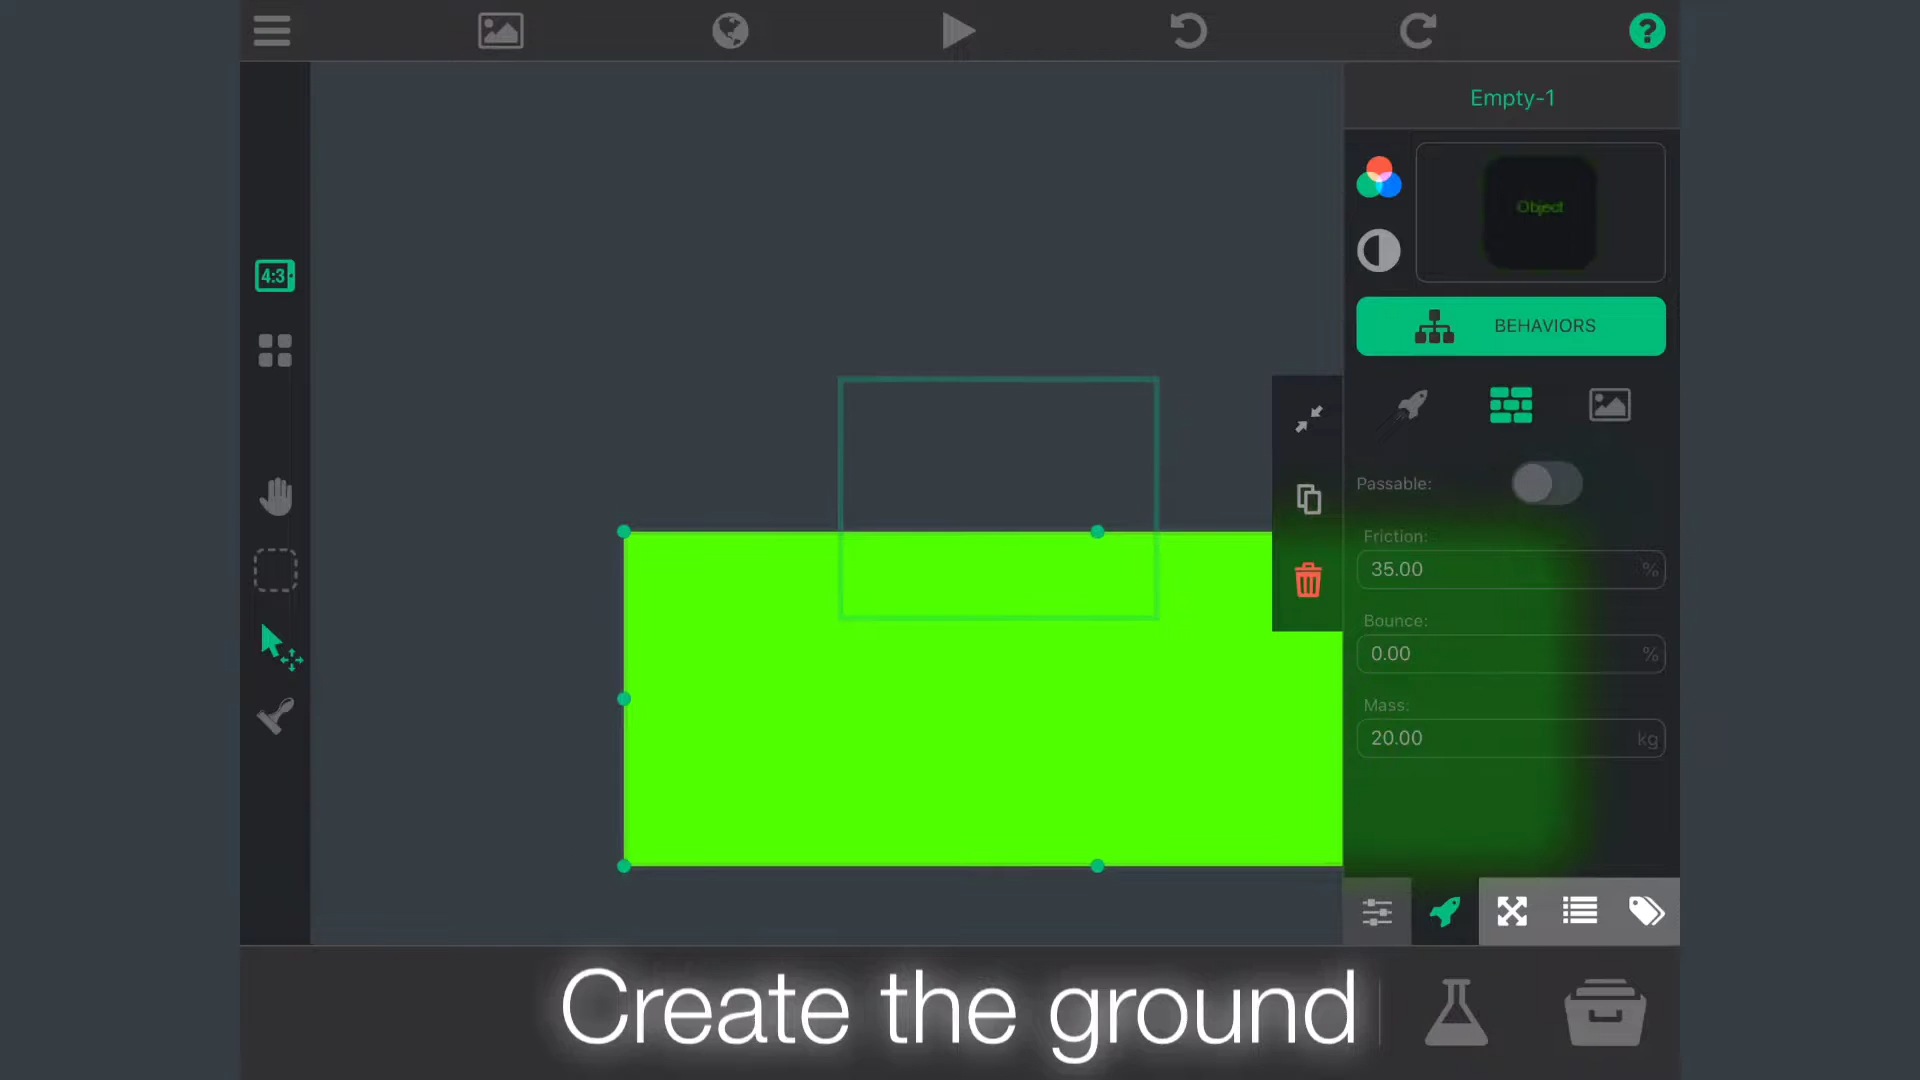 ?
Empty-1
4:3
Object
BEHAVIORS
Passable:
Friction:
35.00 %
Bounce:
0.00 %
Mass:
20.00 kg
Create the ground